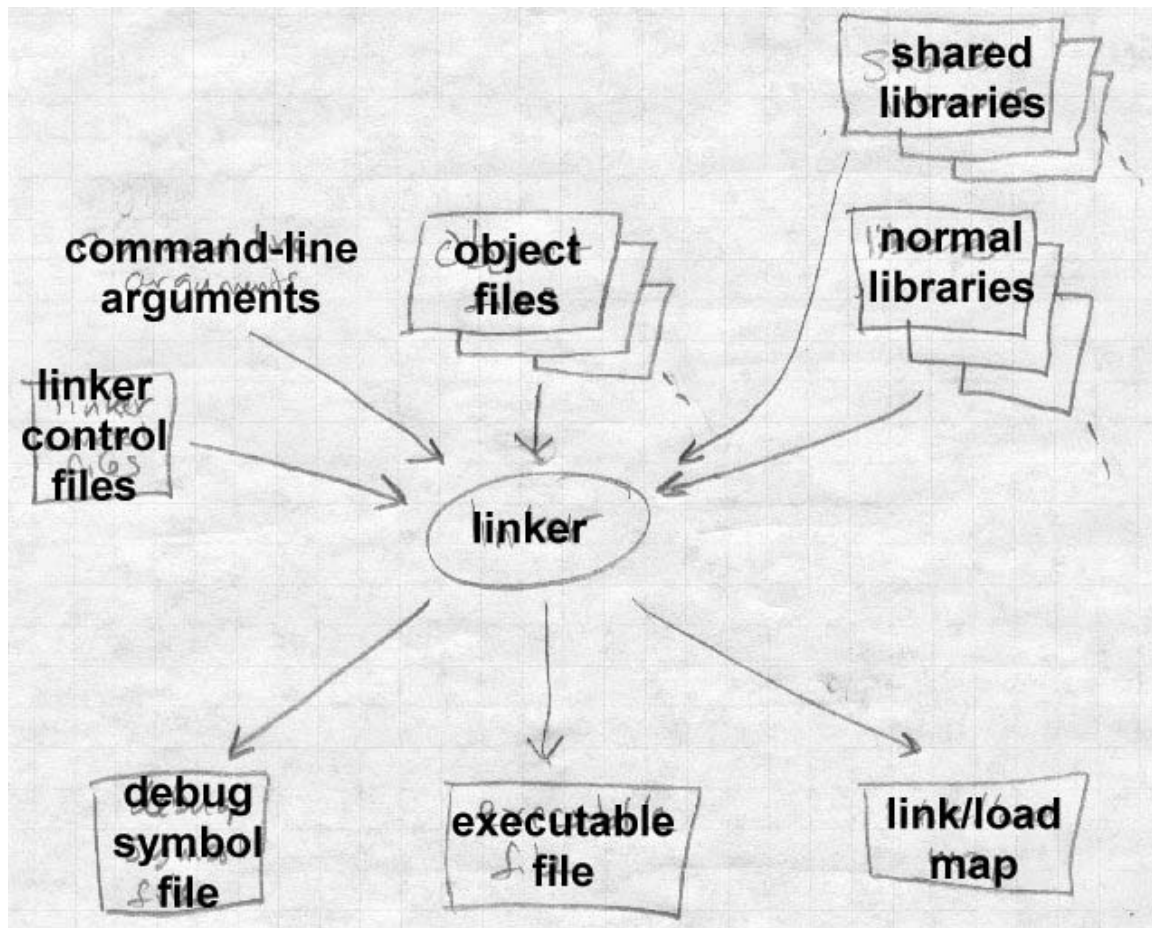 shared
libraries
command-line
arguments
object
files
normal
libraries
linker
control
files
linker
debug
symbol
file
executable
file
link/load
map